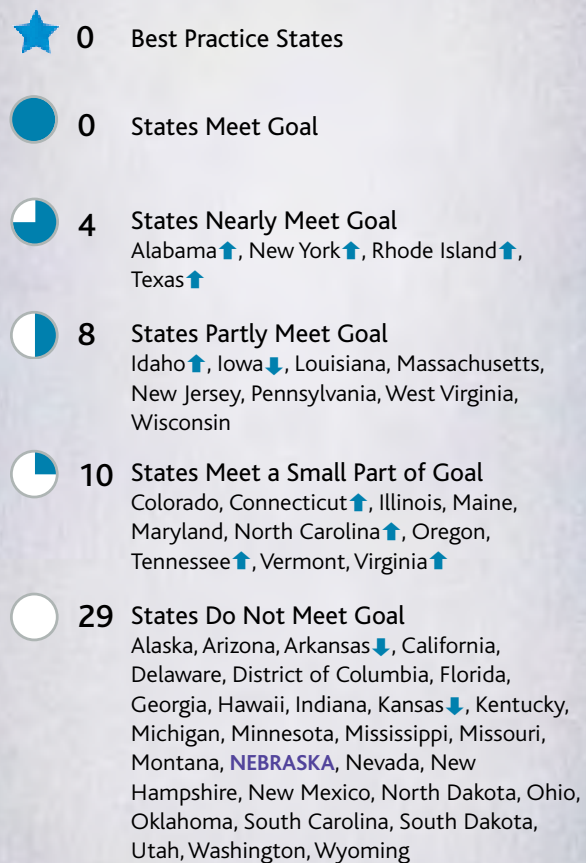 0 Best Practice States
0 States Meet Goal
4 States Nearly Meet Goal
Alabama⬆, New York⬆, Rhode Island⬆,
Texas⬆
8 States Partly Meet Goal
Idaho⬆, Iowa⬇, Louisiana, Massachusetts,
New Jersey, Pennsylvania, West Virginia,
Wisconsin
10 States Meet a Small Part of Goal
Colorado, Connecticut⬆, Illinois, Maine,
Maryland, North Carolina⬆, Oregon,
Tennessee⬆, Vermont, Virginia⬆
29 States Do Not Meet Goal
Alaska, Arizona, Arkansas⬇, California,
Delaware, District of Columbia, Florida,
Georgia, Hawaii, Indiana, Kansas⬇, Kentucky,
Michigan, Minnesota, Mississippi, Missouri,
Montana, NEBRASKA, Nevada, New
Hampshire, New Mexico, North Dakota, Ohio,
Oklahoma, South Carolina, South Dakota,
Utah, Washington, Wyoming